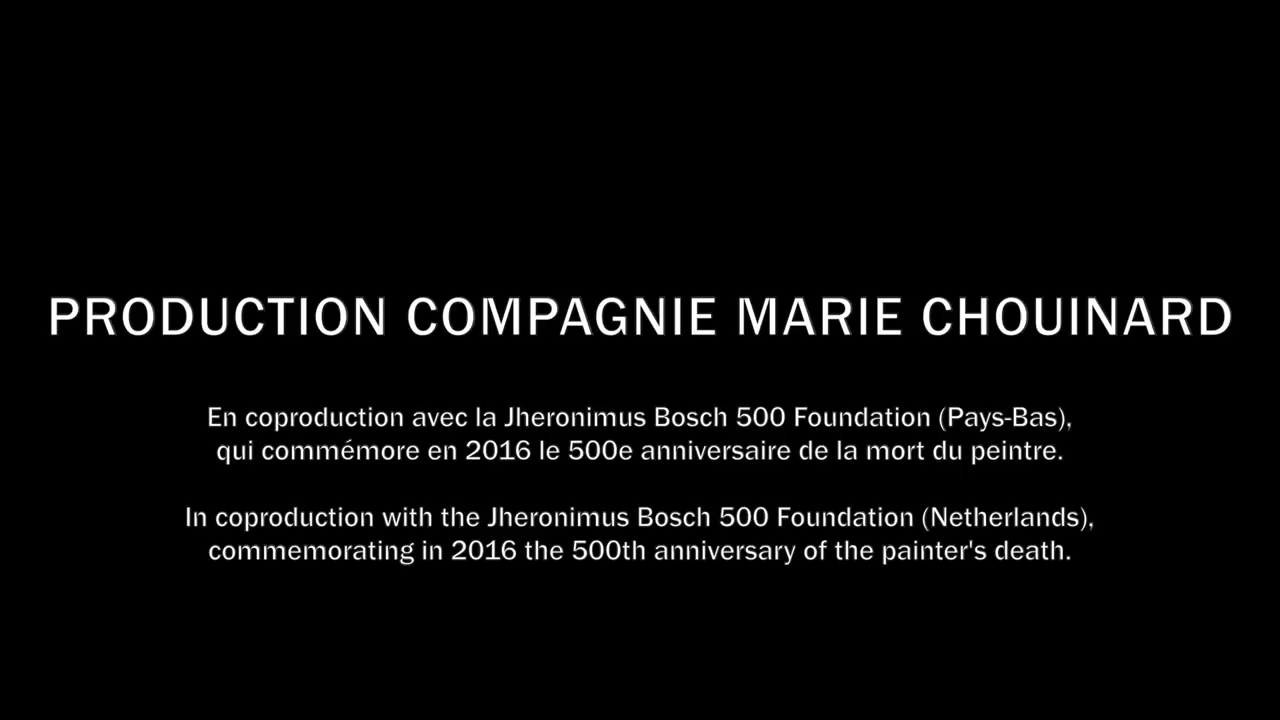 PRODUCTION COMPAGNIE MARIE CHOUINARD
En coproduction avec la Jheronimus Bosch 500 Foundation (Pays-Bas),
qui commémore en 2016 le 500e anniversaire de la mort du peintre.
In coproduction with the Jheronimus Bosch 500 Foundation (Netherlands),
commemorating in 2016 the 500th anniversary of the painter's death.